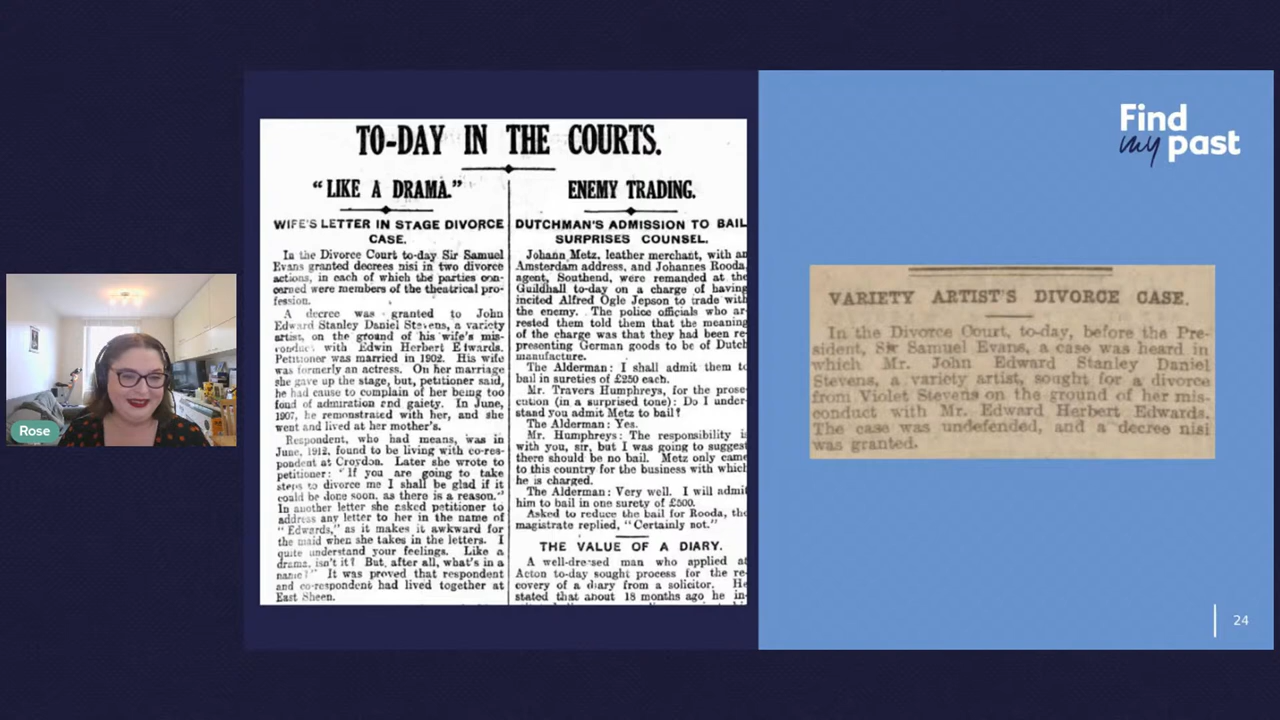 TO-DAY IN THE COURTS.
"LIKE A DRAMA."
WIFE'S LETTER IN STAGE DIVORCE
CASE.
In the Divorce Court to-day Sir Samuel
Evans granted decrees nisi in two divorce
actions, in each of which the parties con-
cerned were members of the theatrical pro-
fession.
A decree was granted to John
Edward Stanley Daniel Stevens, a variety
artist, on the ground of his wife's mis-
conduct with Edwin Herbert Edwards.
Petitioner was married in 1902. His wife
was formerly an actress. On her marriage
she gave up the stage, but, petitioner said,
he had cause to complain of her being too
fond of admiration and gaiety. In June,
1907, he remonstrated with her, and she
went and lived at her mother's.
Respondent, who had means, was in
June, 1912, found to be living with co-res-
pondent at Croydon. Later she wrote to
petitioner: "If you are going to take
steps to divorce me I shall be glad if it
could be done soon, as there is a reason."
In another letter she asked petitioner to
address any letter to her in the name of
"Edwards," as it makes it awkward for
the maid when she takes in the letters. I
quite understand your feelings. Like a
drama, isn't it? But, after all, what's in a
name?" It was proved that respondent
and co-respondent had lived together at
East Sheen.
ENEMY TRADING.
DUTCHMAN'S ADMISSION TO BAIL
SURPRISES COUNSEL.
Johann Metz, leather merchant, with an
Amsterdam address, and Johannes Rooda,
agent, Southend, were remanded at the
Guildhall to-day on a charge of having
incited Alfred Ogle Jepson to trade with
the enemy. The police officials who ar-
rested them told them that the meaning
of the charge was that they had been re-
presenting German goods to be of Dutch
manufacture.
The Alderman: I shall admit them to
bail in sureties of £250 each.
Mr. Travers Humphreys, for the prose-
cution (in a surprised tone): Do I under-
stand you admit Metz to bail?
The Alderman: Yes.
Mr. Humphreys: The responsibility is
with you, sir, but I was going to suggest
there should be no bail. Metz only came
to this country for the business with which
he is charged.
The Alderman: Very well. I will admit
him to bail in one surety of £500.
Asked to reduce the bail for Rooda, the
magistrate replied, "Certainly not."
THE VALUE OF A DIARY.
A well-dressed man who applied at
Acton to-day sought process for the re-
covery of a diary from a solicitor. He
stated that about 18 months ago he in-
Find
my past
VARIETY ARTIST'S DIVORCE CASE.
In the Divorce Court, to-day, before the Pre-
sident, Sir Samuel Evans, a case was heard in
which Mr. John Edward Stanley Daniel
Stevens, a variety artist, sought for a divorce
from Violet Stevens on the ground of her mis-
conduct with Mr. Edward Herbert Edwards.
The case was undefended, and a decree nisi
was granted.
Rose
24